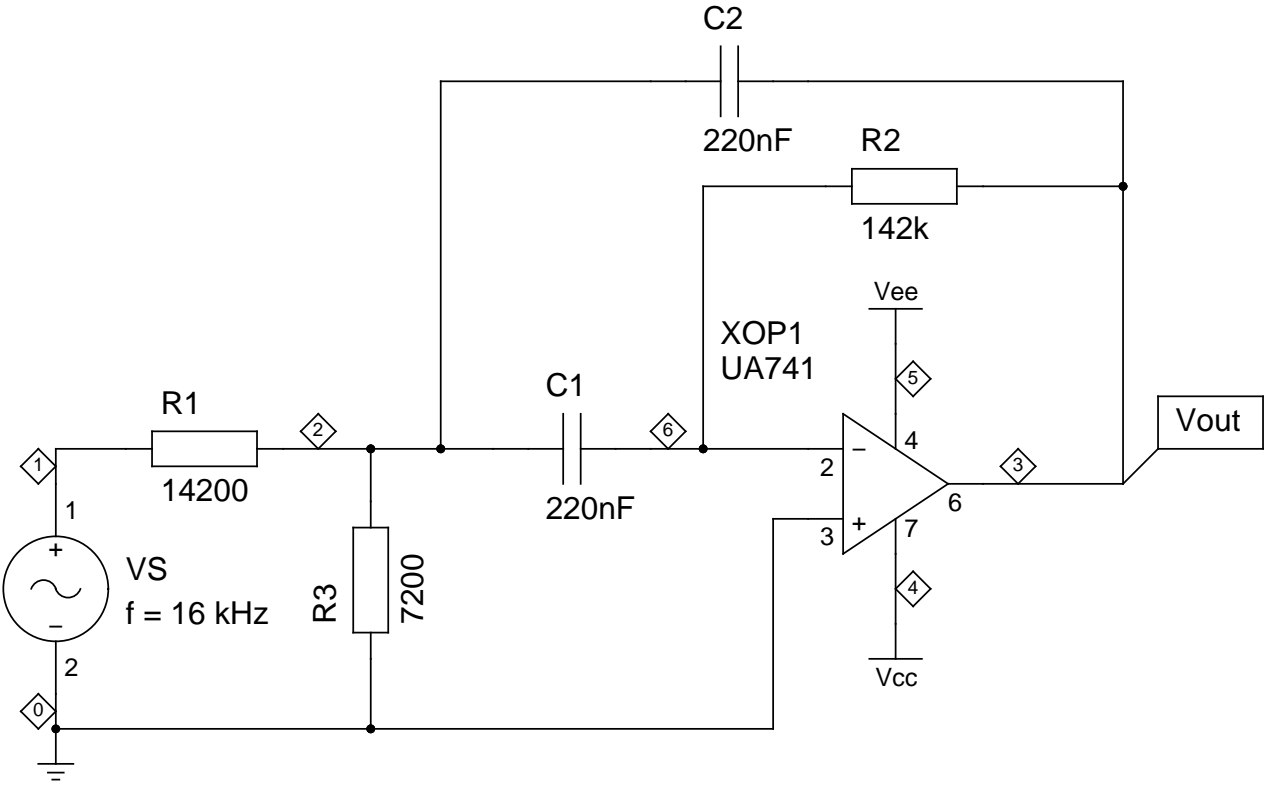 C2
220nF
R2
142k
Vee
XOP1
UA741
5
C1
R1
2
6
4
Vout
1
−
2
3
14200
220nF
6
1
+
3
7
+
VS
R3
7200
4
f = 16 kHz
−
2
Vcc
0